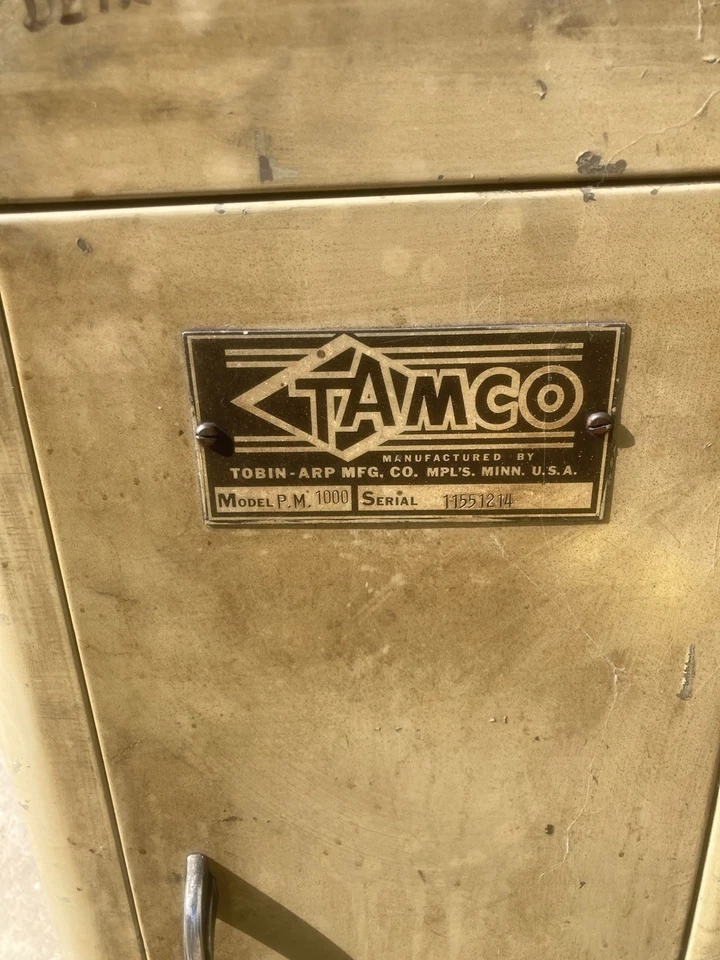 TAMCO
MANUFACTURED BY
TOBIN-ARP MFG. CO. MPL'S. MINN. U.S.A.
MODEL P.M. 1000 SERIAL 11551214